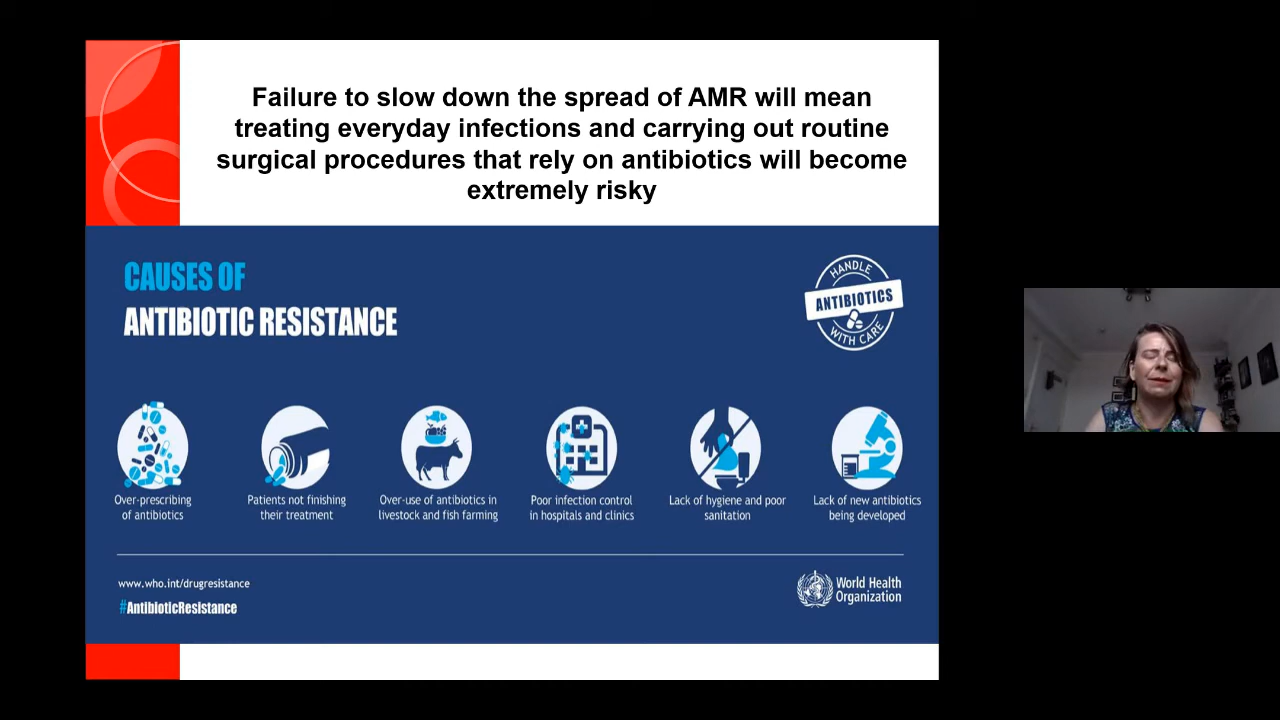 Failure to slow down the spread of AMR will mean
treating everyday infections and carrying out routine
surgical procedures that rely on antibiotics will become
extremely risky
CAUSES OF
ANTIBIOTIC RESISTANCE
HANDLE
ANTIBIOTICS
WITH CARE
Over-prescribing
of antibiotics
Patients not finishing
their treatment
Over-use of antibiotics in
livestock and fish farming
Poor infection control
in hospitals and clinics
Lack of hygiene and poor
sanitation
Lack of new antibiotics
being developed
www.who.int/drugresistance
#AntibioticResistance
World Health
Organization